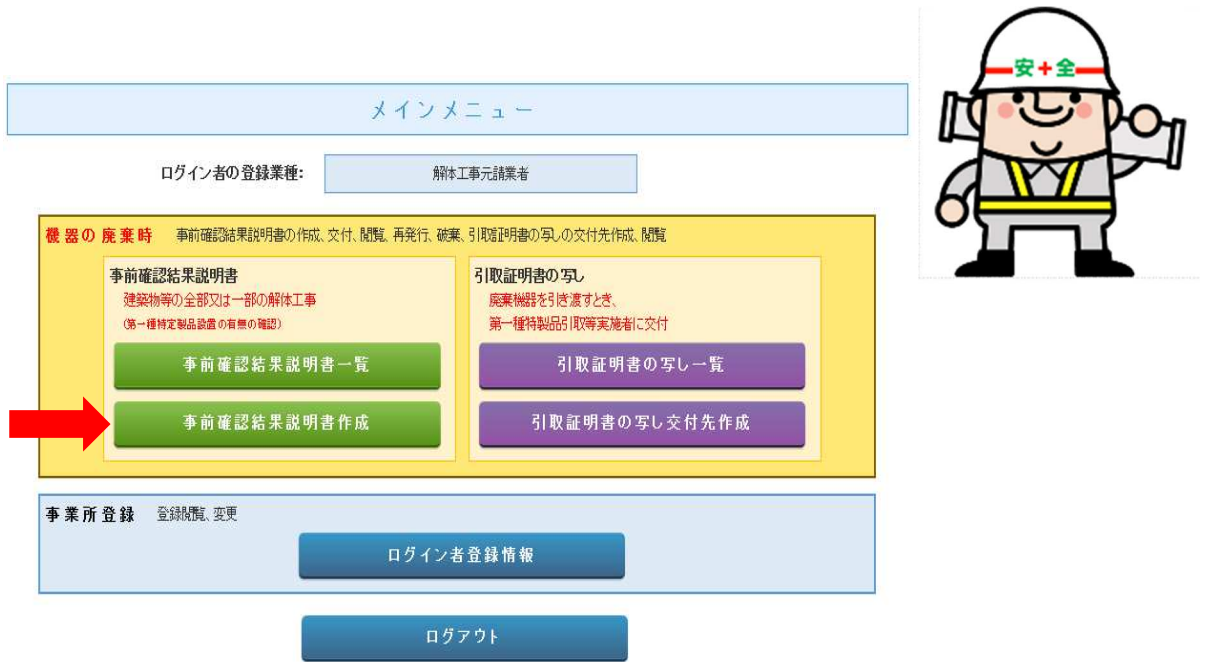 安+全
メインメニュー
ログイン者の登録業種:
解体工事元請業者
機器の廃棄時 事前確認結果説明書の作成、交付、閲覧、再発行、破棄、引取証明書の写しの交付先作成、閲覧
事前確認結果説明書
建築物等の全部又は一部の解体工事
(第一種特定製品設置の有無の確認)
事前確認結果説明書一覧
事前確認結果説明書作成
引取証明書の写し
廃棄機器を引き渡すとき、
第一種特製品引取等実施者に交付
引取証明書の写し一覧
引取証明書の写し交付先作成
事業所登録 登録閲覧、変更
ログイン者登録情報
ログアウト